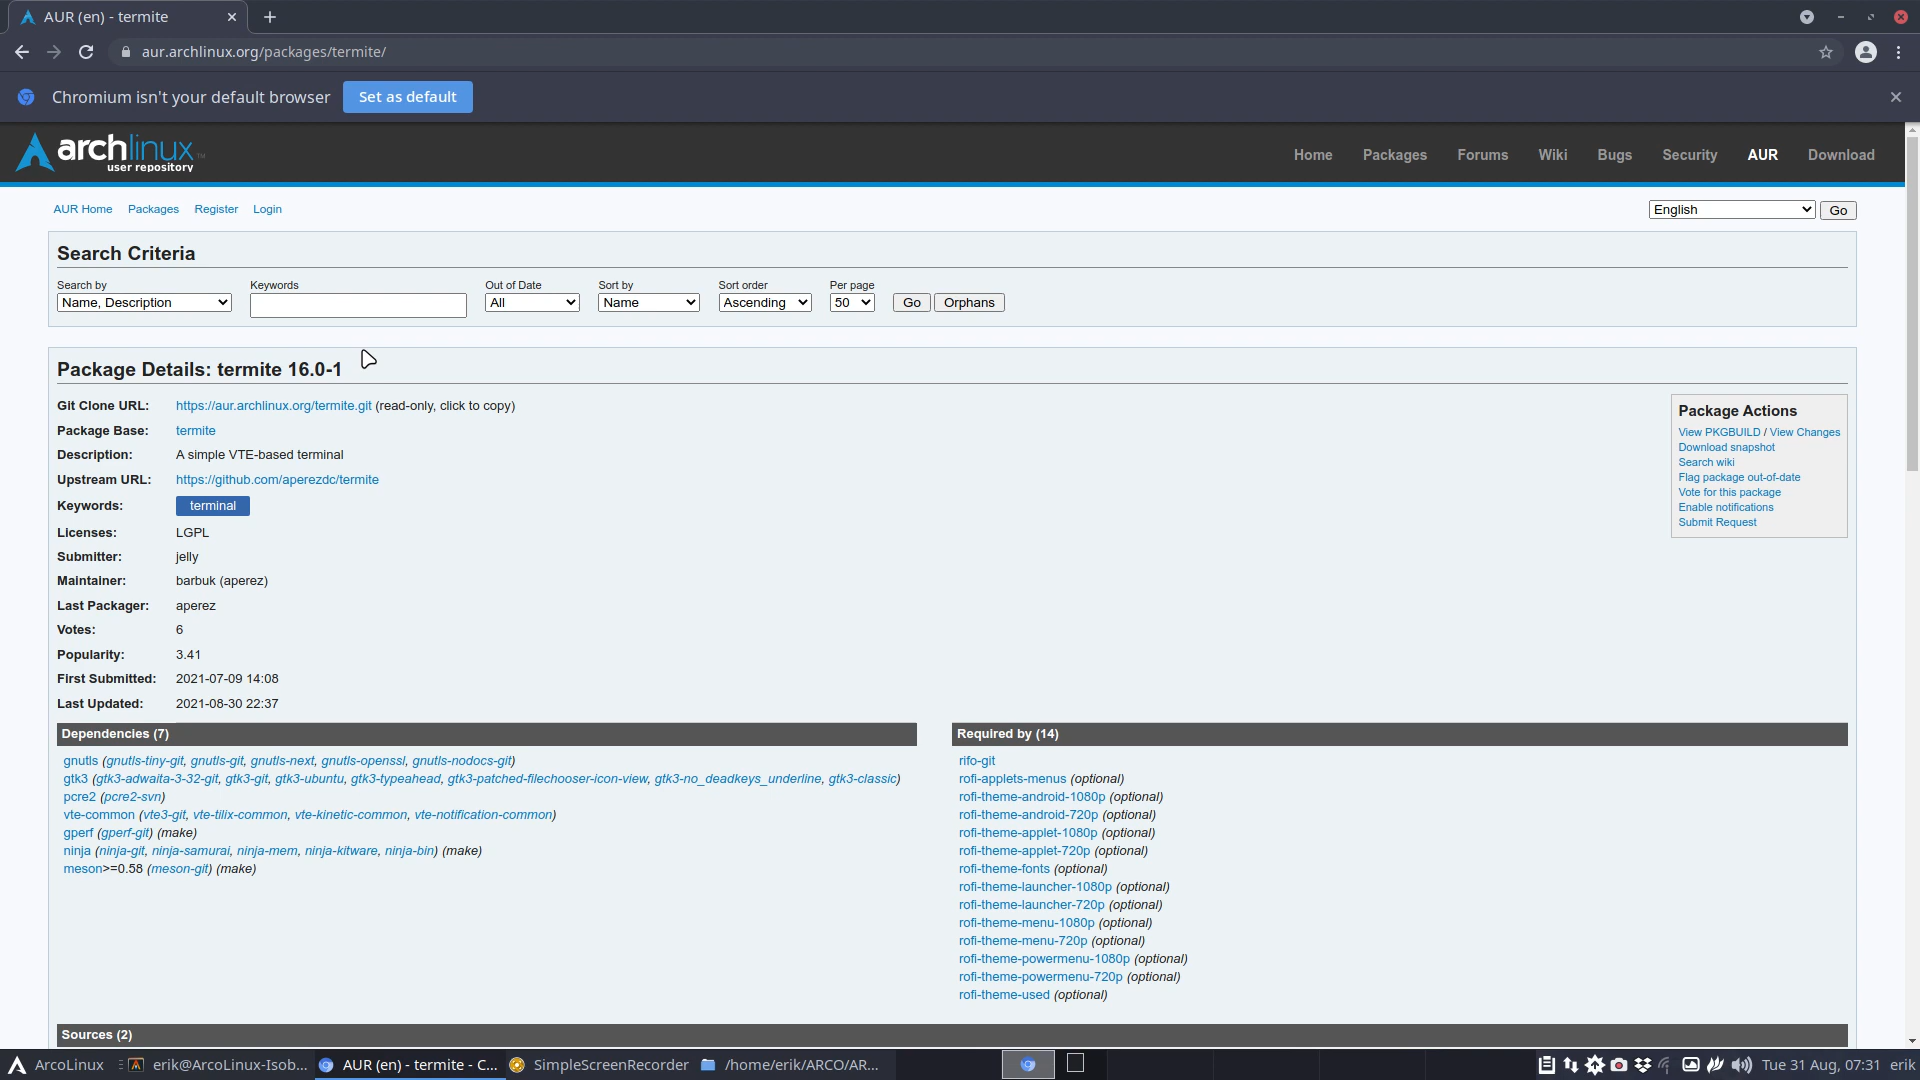 AUR (en) - termite
aur.archlinux.org/packages/termite/
Chromium isn't your default browser Set as default
archlinux™
user repository
Home Packages Forums Wiki Bugs Security AUR Download
AUR Home Packages Register Login English Go
Search Criteria
Search by Keywords Out of Date Sort by Sort order Per page
Name, Description All Name Ascending 50 Go Orphans
Package Details: termite 16.0-1
Git Clone URL: https://aur.archlinux.org/termite.git (read-only, click to copy)
Package Base: termite
Description: A simple VTE-based terminal
Upstream URL: https://github.com/aperezdc/termite
Keywords: terminal
Licenses: LGPL
Submitter: jelly
Maintainer: barbuk (aperez)
Last Packager: aperez
Votes: 6
Popularity: 3.41
First Submitted: 2021-07-09 14:08
Last Updated: 2021-08-30 22:37
Package Actions
View PKGBUILD / View Changes
Download snapshot
Search wiki
Flag package out-of-date
Vote for this package
Enable notifications
Submit Request
Dependencies (7)
gnutls (gnutls-tiny-git, gnutls-git, gnutls-next, gnutls-openssl, gnutls-nodocs-git)
gtk3 (gtk3-adwaita-3-32-git, gtk3-git, gtk3-ubuntu, gtk3-typeahead, gtk3-patched-filechooser-icon-view, gtk3-no_deadkeys_underline, gtk3-classic)
pcre2 (pcre2-svn)
vte-common (vte3-git, vte-tilix-common, vte-kinetic-common, vte-notification-common)
gperf (gperf-git) (make)
ninja (ninja-git, ninja-samurai, ninja-mem, ninja-kitware, ninja-bin) (make)
meson>=0.58 (meson-git) (make)
Required by (14)
rifo-git
rofi-applets-menus (optional)
rofi-theme-android-1080p (optional)
rofi-theme-android-720p (optional)
rofi-theme-applet-1080p (optional)
rofi-theme-applet-720p (optional)
rofi-theme-fonts (optional)
rofi-theme-launcher-1080p (optional)
rofi-theme-launcher-720p (optional)
rofi-theme-menu-1080p (optional)
rofi-theme-menu-720p (optional)
rofi-theme-powermenu-1080p (optional)
rofi-theme-powermenu-720p (optional)
rofi-theme-used (optional)
Sources (2)
ArcoLinux erik@ArcoLinux-Isob... AUR (en) - termite - C... SimpleScreenRecorder /home/erik/ARCO/AR... Tue 31 Aug, 07:31 erik